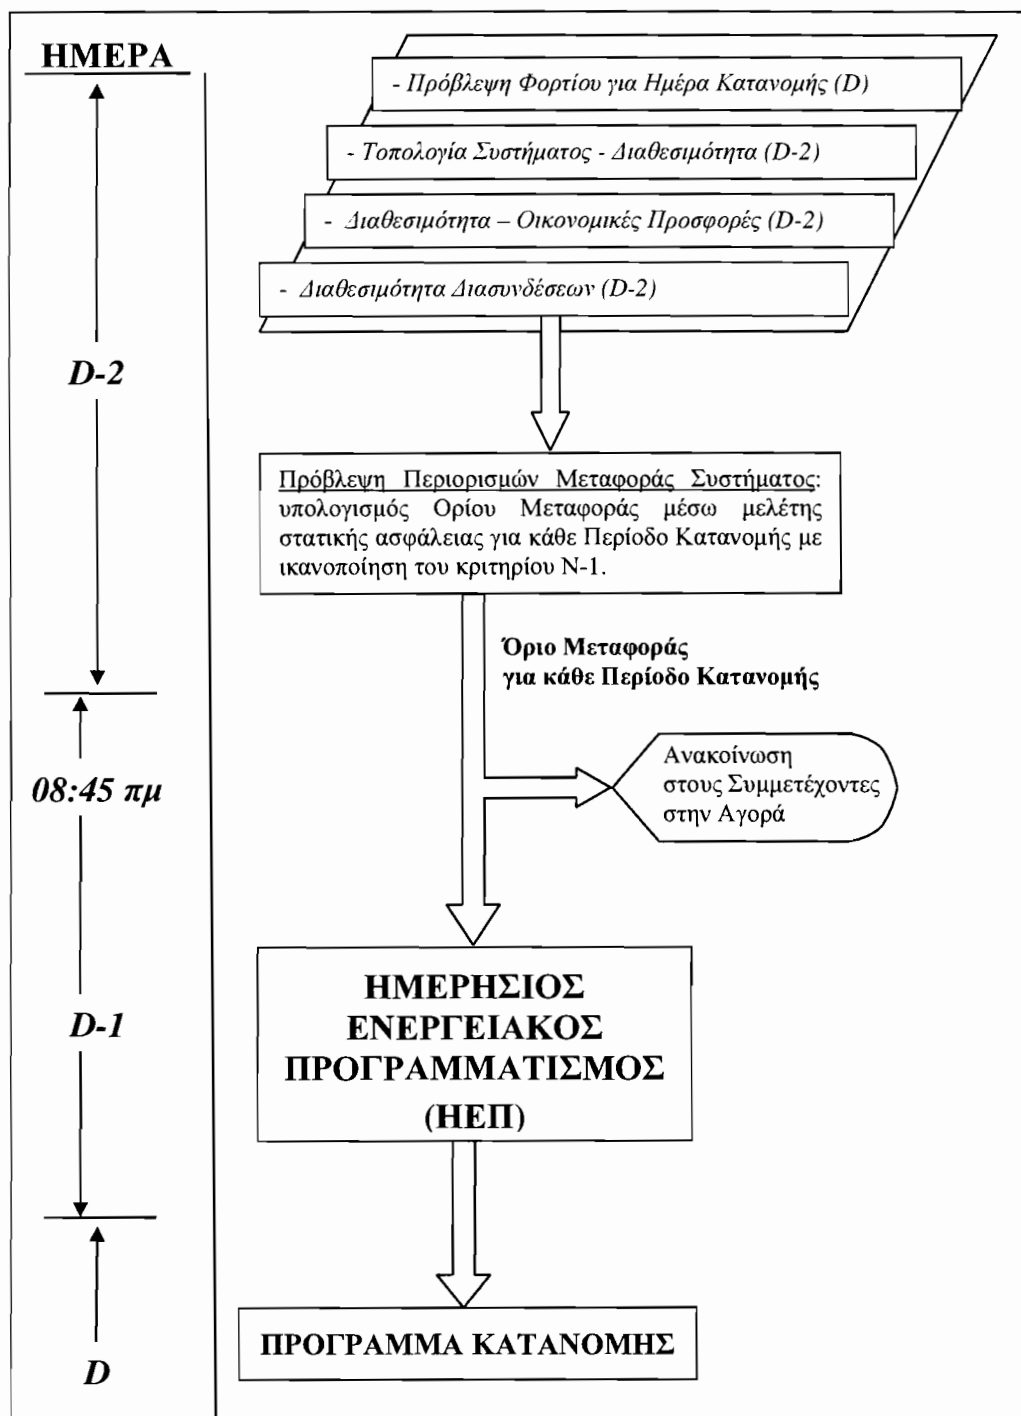 ΗΜΕΡΑ
- Πρόβλεψη Φορτίου για Ημέρα Κατανομής (D)
- Τοπολογία Συστήματος - Διαθεσιμότητα (D-2)
- Διαθεσιμότητα – Οικονομικές Προσφορές (D-2)
- Διαθεσιμότητα Διασυνδέσεων (D-2)
D-2
Πρόβλεψη Περιορισμών Μεταφοράς Συστήματος:
υπολογισμός Ορίου Μεταφοράς μέσω μελέτης
στατικής ασφάλειας για κάθε Περίοδο Κατανομής με
ικανοποίηση του κριτηρίου Ν-1.
Όριο Μεταφοράς
για κάθε Περίοδο Κατανομής
08:45 πμ
Ανακοίνωση
στους Συμμετέχοντες
στην Αγορά
D-1
ΗΜΕΡΗΣΙΟΣ
ΕΝΕΡΓΕΙΑΚΟΣ
ΠΡΟΓΡΑΜΜΑΤΙΣΜΟΣ
(ΗΕΠ)
D
ΠΡΟΓΡΑΜΜΑ ΚΑΤΑΝΟΜΗΣ